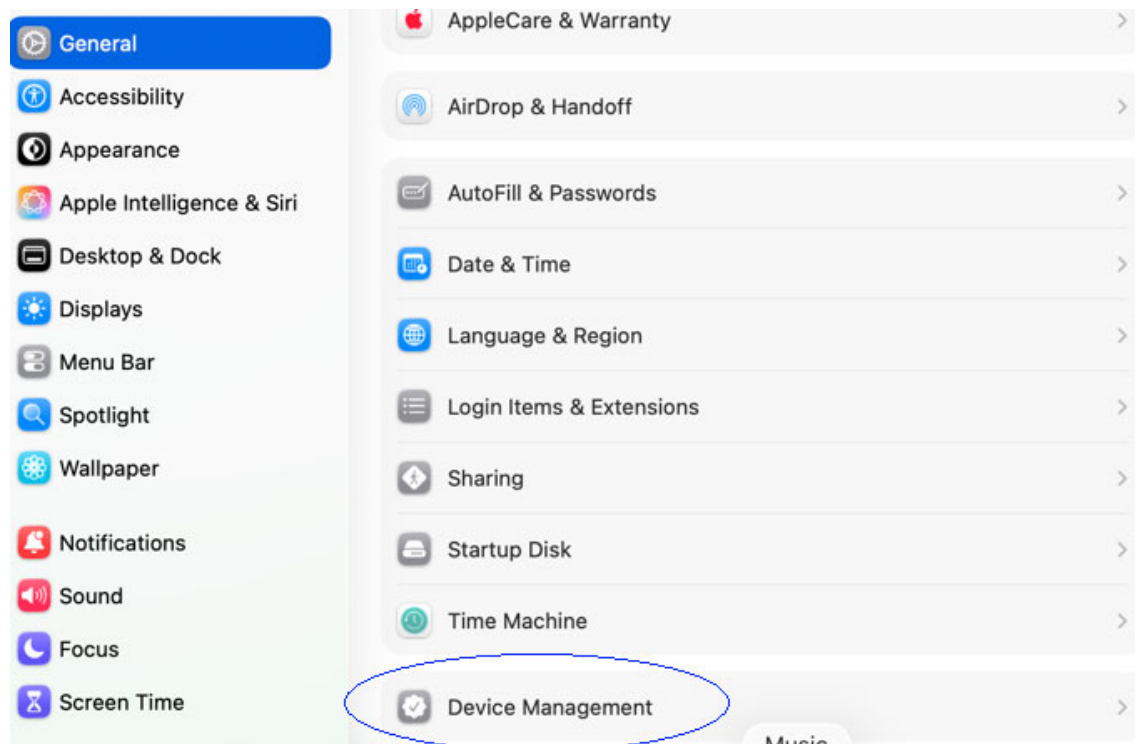 General
Accessibility
Appearance
Apple Intelligence & Siri
Desktop & Dock
Displays
Menu Bar
Spotlight
Wallpaper
Notifications
Sound
Focus
Screen Time
AppleCare & Warranty
AirDrop & Handoff
AutoFill & Passwords
Date & Time
Language & Region
Login Items & Extensions
Sharing
Startup Disk
Time Machine
Device Management
Music